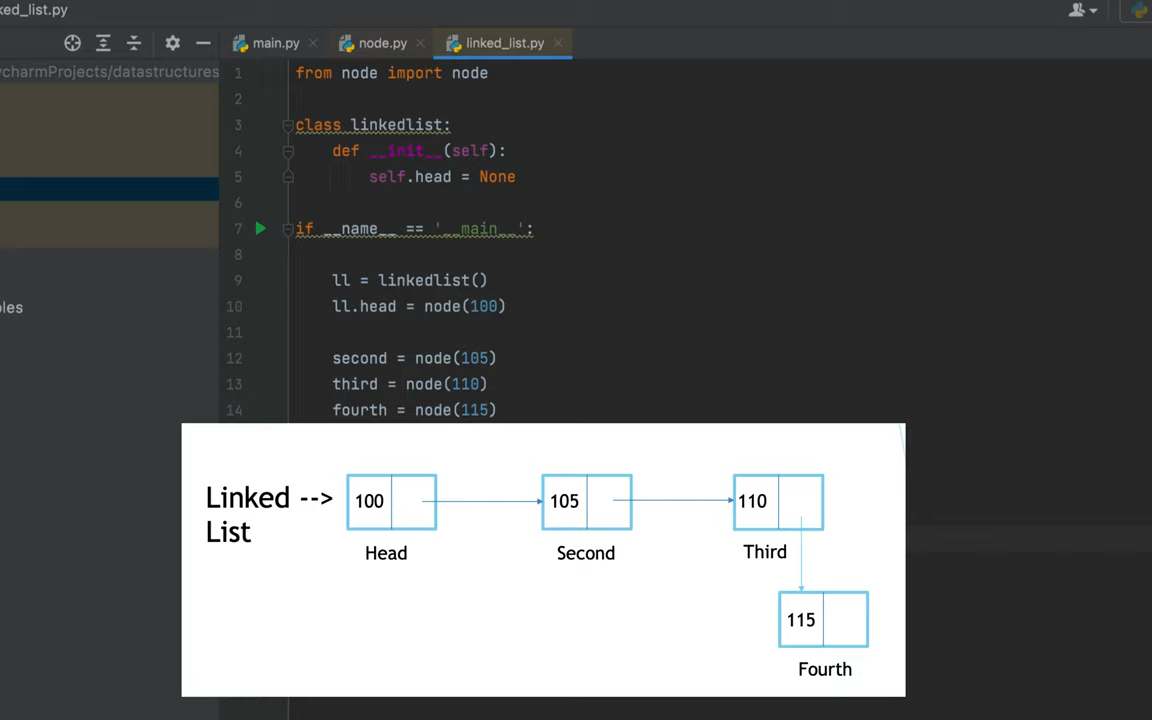 ked_list.py
main.py
node.py
linked_list.py
ycharmProjects/datastructures
ples
1 from node import node
2
3 class linkedlist:
4 def __init__(self):
5 self.head = None
6
7 if __name__ == '__main__':
8
9 ll = linkedlist()
10 ll.head = node(100)
11
12 second = node(105)
13 third = node(110)
14 fourth = node(115)
Linked -->
List
100
105
110
Head
Second
Third
115
Fourth